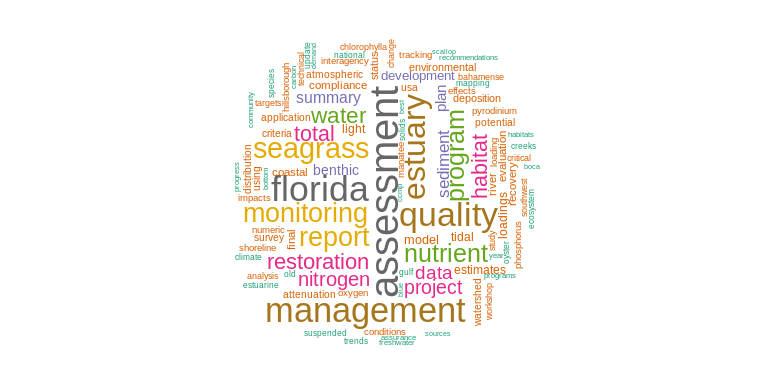 scallop
recommendations
chlorophylla
tracking
change
status
national
interagency
update
demand
technical
carbon
species
hillsborough
atmospheric
compliance
development
environmental
bahamense
mapping
effects
usa
best
plan
deposition
summary
targets
community
application
water
pyrodinium
potential
criteria
total
light
solids
manatee
assessment
estuary
program
sediment
habitat
loading
evaluation
habitats
creeks
critical
boca
seagrass
distribution
using
bottom
progress
coastal
benthic
florida
ccmp
river
recovery
southwest
ecosystem
impacts
monitoring
quality
loadings
phosphorus
numeric
survey
final
report
model
tidal
study
oyster
year
shoreline
climate
restoration
nutrient
analysis
old
nitrogen
gulf
data
estimates
programs
estuarine
attenuation
oxygen
blue
project
watershed
workshop
management
suspended
conditions
sources
trends
assurance
freshwater